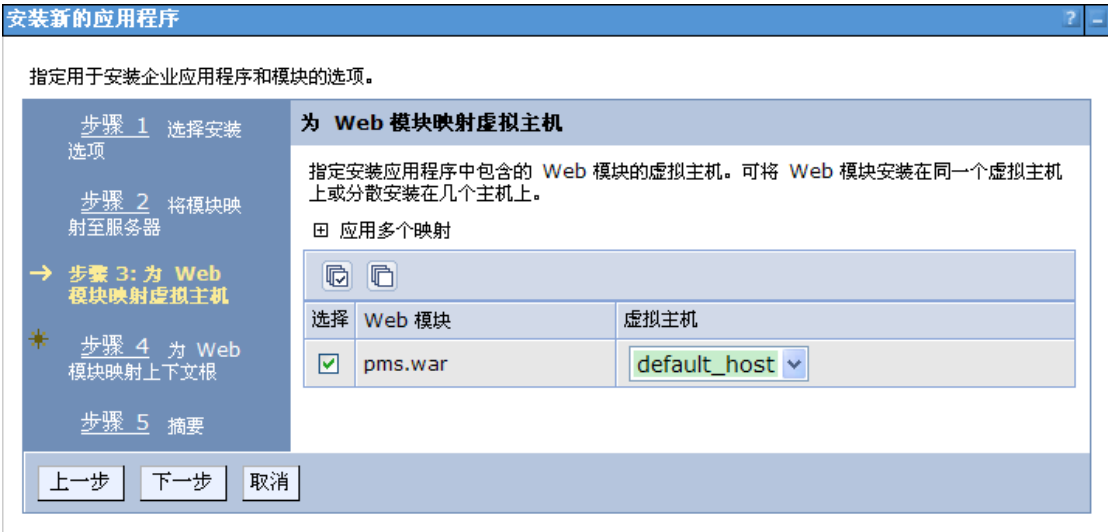 安装新的应用程序
?
指定用于安装企业应用程序和模块的选项。
步骤 1 选择安装
选项
步骤 2 将模块映
射至服务器
步骤 3: 为 Web
模块映射虚拟主机
步骤 4 为 Web
模块映射上下文根
步骤 5 摘要
为 Web 模块映射虚拟主机
指定安装应用程序中包含的 Web 模块的虚拟主机。可将 Web 模块安装在同一个虚拟主机
上或分散安装在几个主机上。
应用多个映射
选择 Web 模块 虚拟主机
pms.war default_host
上一步 下一步 取消